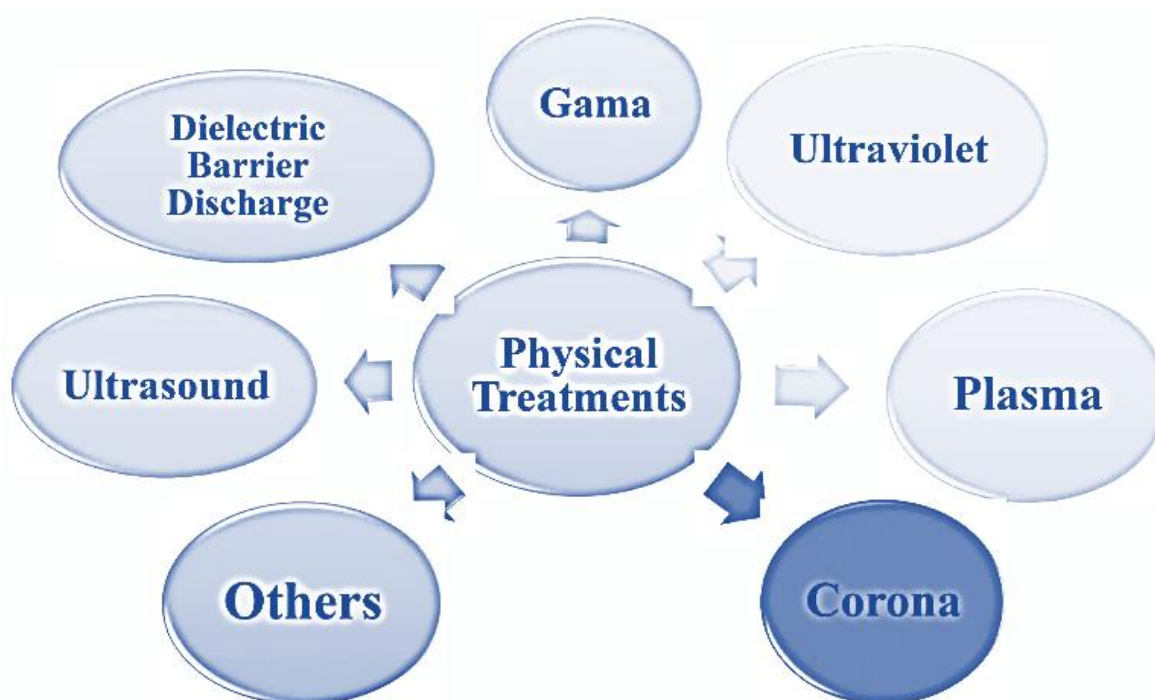 Gama
Ultraviolet
Dielectric
Barrier
Discharge
Physical
Treatments
Ultrasound
Plasma
Others
Corona